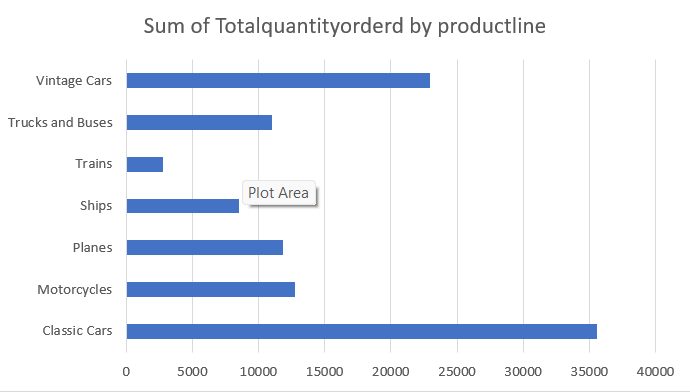 Sum of Totalquantityorderd by productline
Vintage Cars
Trucks and Buses
Trains
Plot Area
Ships
Planes
Motorcycles
Classic Cars
0 5000 10000 15000 20000 25000 30000 35000 40000